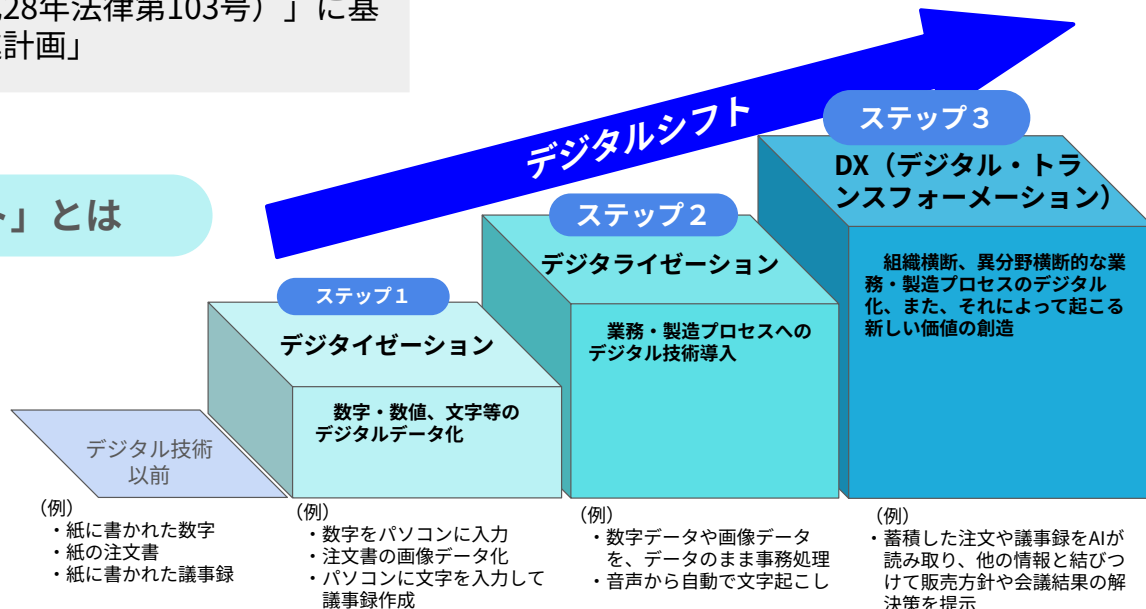 28年法律第103号）」に基
計画」
」とは
デジタルシフト
ステップ３
DX（デジタル・トラ
ンスフォーメーション）
組織横断、異分野横断的な業
務・製造プロセスのデジタル
化、また、それによって起こる
新しい価値の創造
ステップ２
デジタライゼーション
業務・製造プロセスへの
デジタル技術導入
ステップ１
デジタイゼーション
数字・数値、文字等の
デジタルデータ化
デジタル技術
以前
（例）
・紙に書かれた数字
・紙の注文書
・紙に書かれた議事録
（例）
・数字をパソコンに入力
・注文書の画像データ化
・パソコンに文字を入力して
議事録作成
（例）
・数字データや画像データ
を、データのまま事務処理
・音声から自動で文字起こし
（例）
・蓄積した注文や議事録をAIが
読み取り、他の情報と結びつ
けて販売方針や会議結果の解
決策を提示